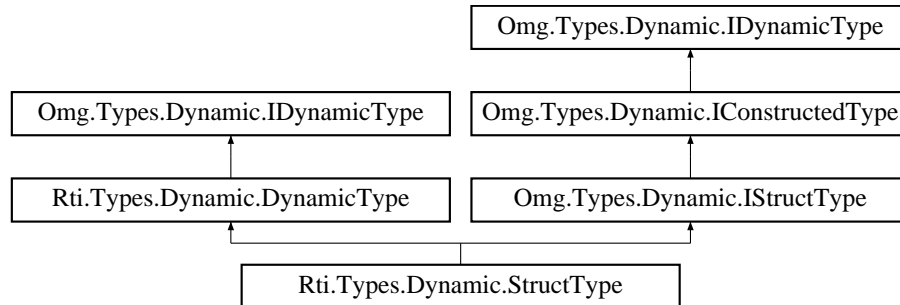 Omg.Types.Dynamic.IDynamicType
Omg.Types.Dynamic.IDynamicType
Omg.Types.Dynamic.IConstructedType
Rti.Types.Dynamic.DynamicType
Omg.Types.Dynamic.IStructType
Rti.Types.Dynamic.StructType